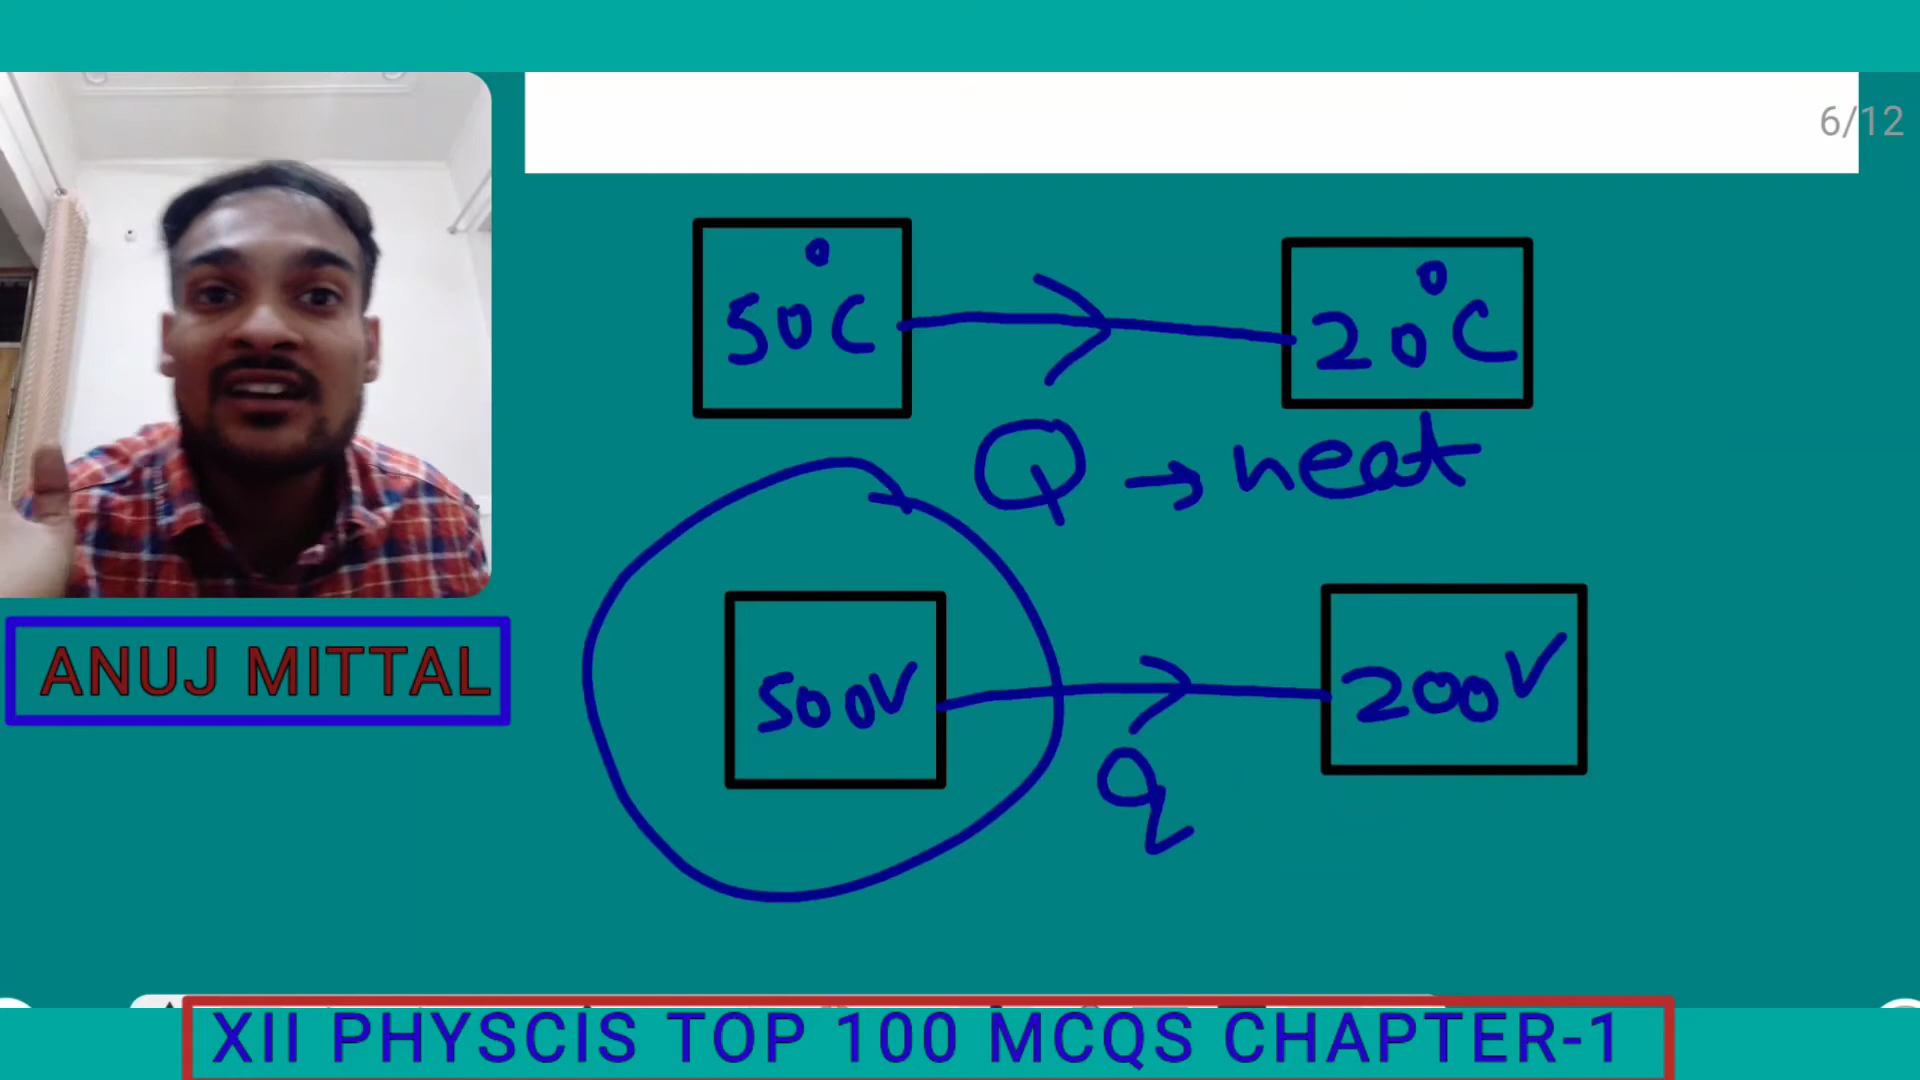 6/12
50°C
20°C
Q → heat
500V
200V
q
ANUJ MITTAL
XII PHYSCIS TOP 100 MCQS CHAPTER-1